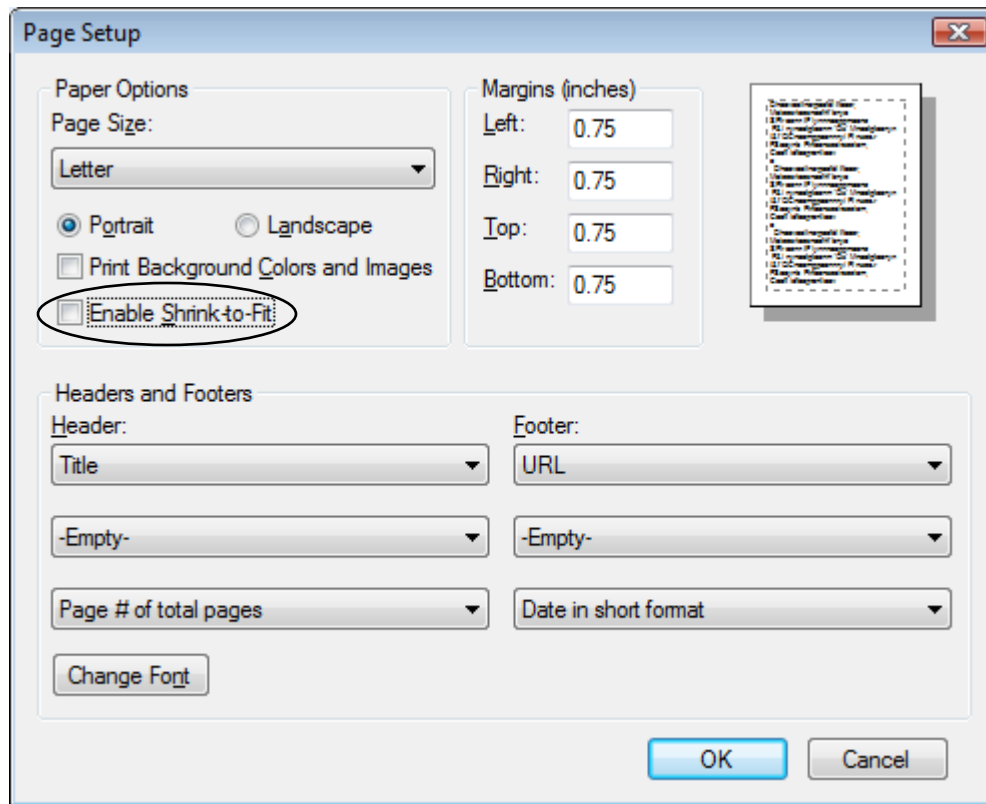 Page Setup
Paper Options
Page Size:
Letter
Portrait
Landscape
Print Background Colors and Images
Enable Shrink-to-Fit
Margins (inches)
Left: 0.75
Right: 0.75
Top: 0.75
Bottom: 0.75
Headers and Footers
Header:
Footer:
Title
URL
-Empty-
-Empty-
Page # of total pages
Date in short format
Change Font
OK
Cancel